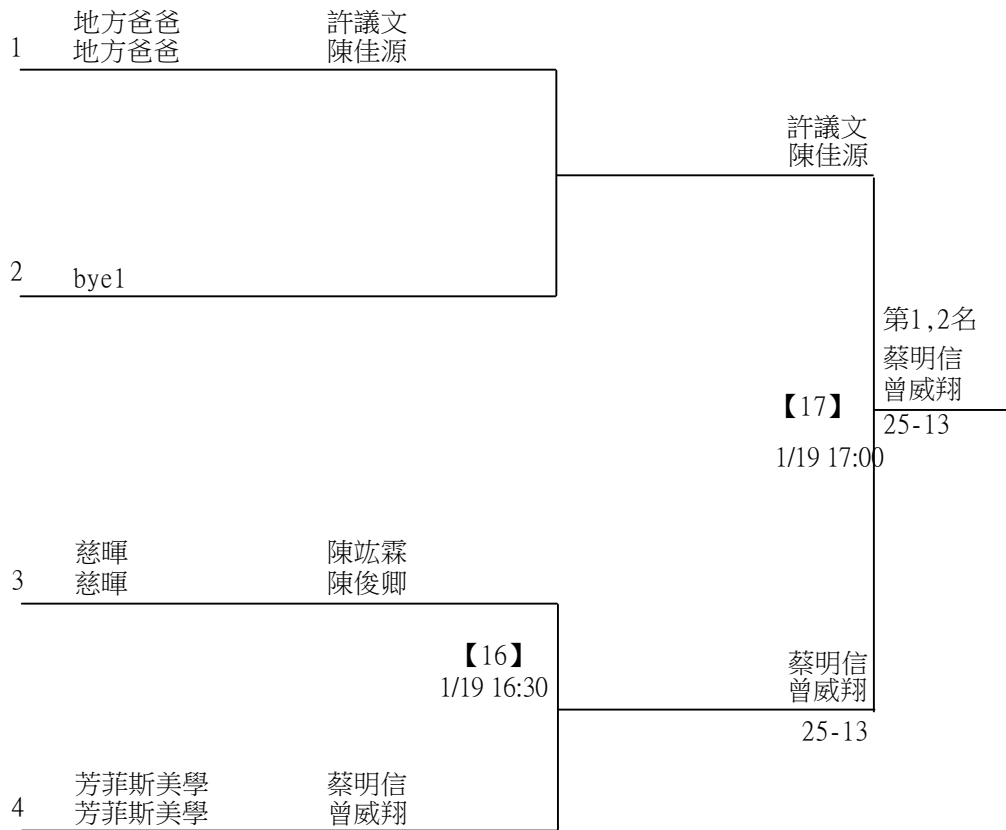 地方爸爸 許議文
1 地方爸爸 陳佳源
許議文
陳佳源
2 bye1
第1,2名
蔡明信
曾威翔
【17】
25-13
1/19 17:00
慈暉 陳竑霖
3 慈暉 陳俊卿
【16】
1/19 16:30
蔡明信
曾威翔
25-13
芳菲斯美學 蔡明信
4 芳菲斯美學 曾威翔